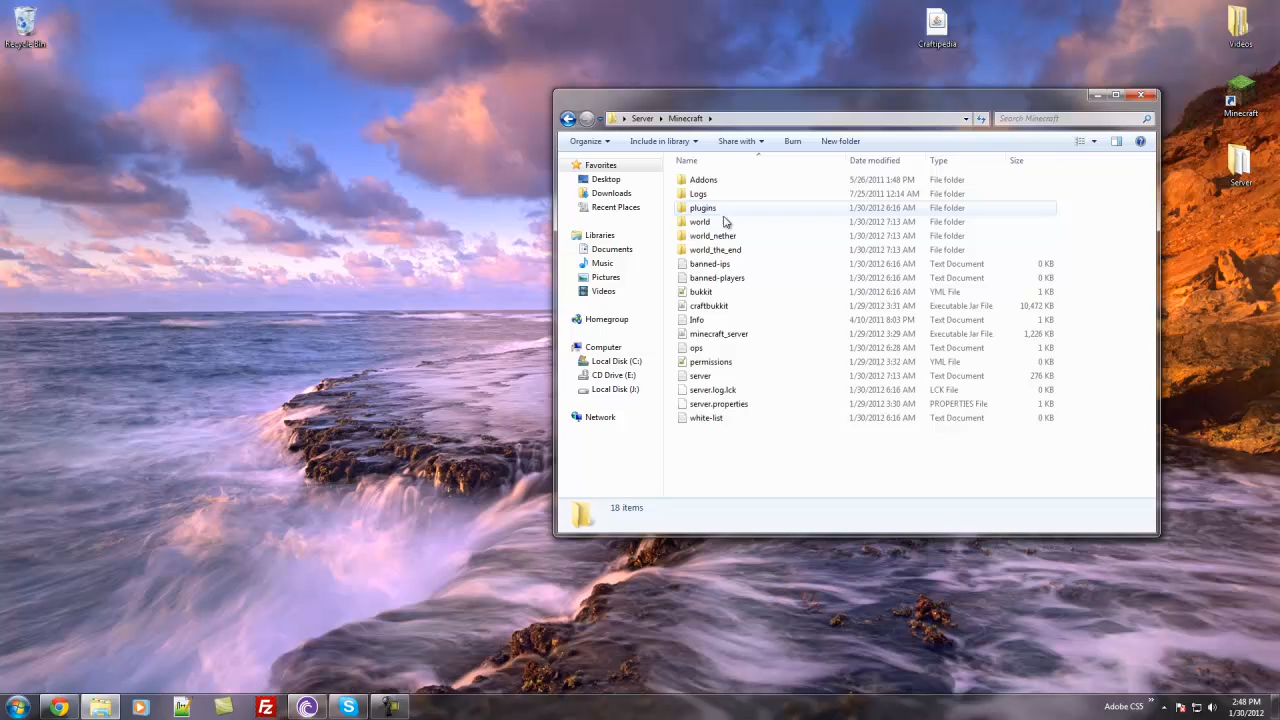 Recycle Bin
Craftipedia
Videos
Minecraft
Server
Server Minecraft
Search Minecraft
Organize Include in library Share with Burn New folder
Favorites
Desktop
Downloads
Recent Places
Libraries
Documents
Music
Pictures
Videos
Homegroup
Computer
Local Disk (C:)
CD Drive (E:)
Local Disk (J:)
Network
Name Date modified Type Size
Addons 5/26/2011 1:48 PM File folder
Logs 7/25/2011 12:14 AM File folder
plugins 1/30/2012 6:16 AM File folder
world 1/30/2012 7:13 AM File folder
world_nether 1/30/2012 7:13 AM File folder
world_the_end 1/30/2012 7:13 AM File folder
banned-ips 1/30/2012 6:16 AM Text Document 0 KB
banned-players 1/30/2012 6:16 AM Text Document 0 KB
bukkit 1/30/2012 6:16 AM YML File 1 KB
craftbukkit 1/29/2012 3:31 AM Executable Jar File 10,472 KB
Info 4/10/2011 8:03 PM Text Document 1 KB
minecraft_server 1/29/2012 3:29 AM Executable Jar File 1,226 KB
ops 1/30/2012 6:28 AM Text Document 1 KB
permissions 1/29/2012 3:32 AM YML File 1 KB
server 1/30/2012 7:13 AM Text Document 276 KB
server.log.lck 1/30/2012 6:16 AM LCK File 0 KB
server.properties 1/29/2012 3:30 AM PROPERTIES File 1 KB
white-list 1/30/2012 6:16 AM Text Document 0 KB
18 items
Adobe CS5
2:48 PM
1/30/2012